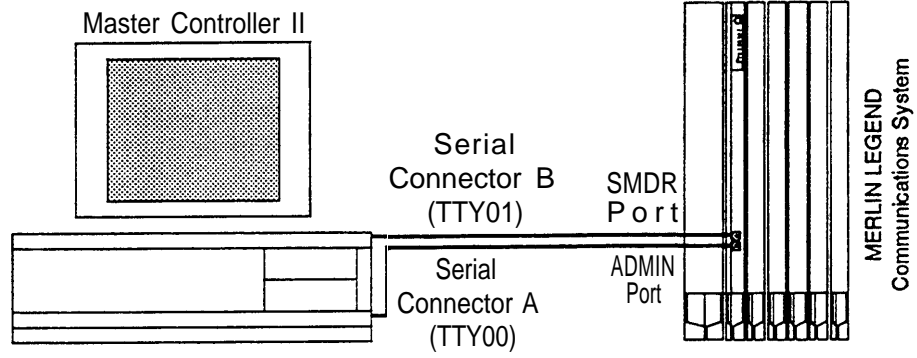 Master Controller II
Serial
Connector B
(TTY01)
SMDR
Port
ADMIN
Port
Serial
Connector A
(TTY00)
MERLIN LEGEND
Communications System